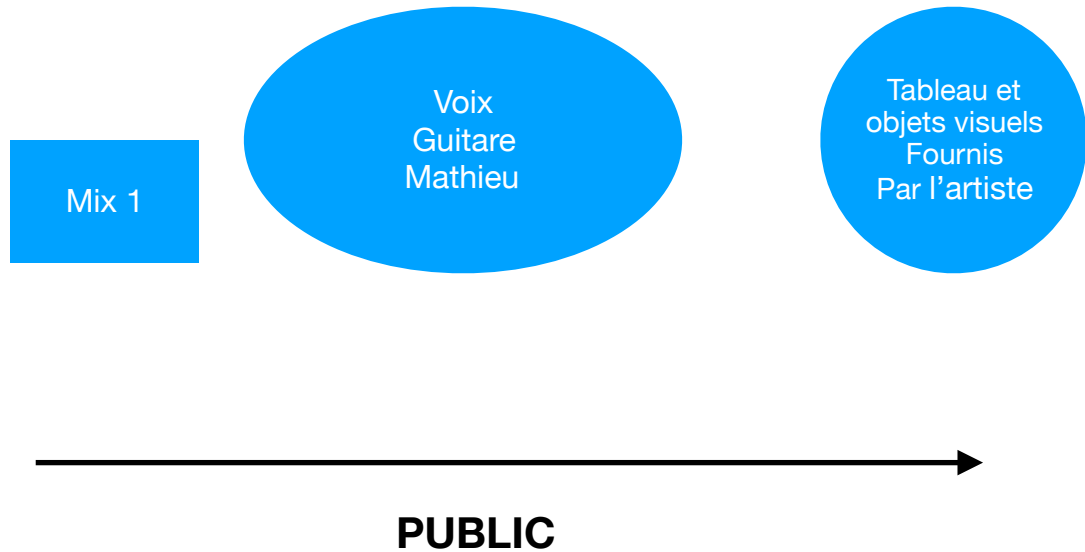 Mix 1
Voix
Guitare
Mathieu
Tableau et
objets visuels
Fournis
Par l’artiste
PUBLIC